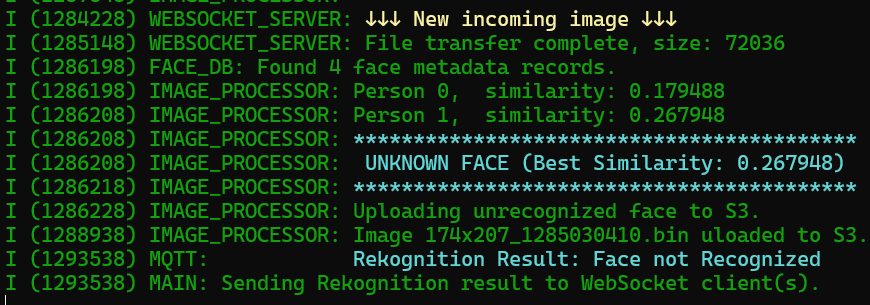 I (1284228) WEBSOCKET_SERVER: ↓↓↓ New incoming image ↓↓↓
I (1285148) WEBSOCKET_SERVER: File transfer complete, size: 72036
I (1286198) FACE_DB: Found 4 face metadata records.
I (1286198) IMAGE_PROCESSOR: Person 0,  similarity: 0.179488
I (1286208) IMAGE_PROCESSOR: Person 1,  similarity: 0.267948
I (1286208) IMAGE_PROCESSOR: ******************************************
I (1286208) IMAGE_PROCESSOR:  UNKNOWN FACE (Best Similarity: 0.267948)
I (1286218) IMAGE_PROCESSOR: ******************************************
I (1286228) IMAGE_PROCESSOR: Uploading unrecognized face to S3.
I (1288938) IMAGE_PROCESSOR: Image 174x207_1285030410.bin uloaded to S3.
I (1293538) MQTT:            Rekognition Result: Face not Recognized
I (1293538) MAIN: Sending Rekognition result to WebSocket client(s).